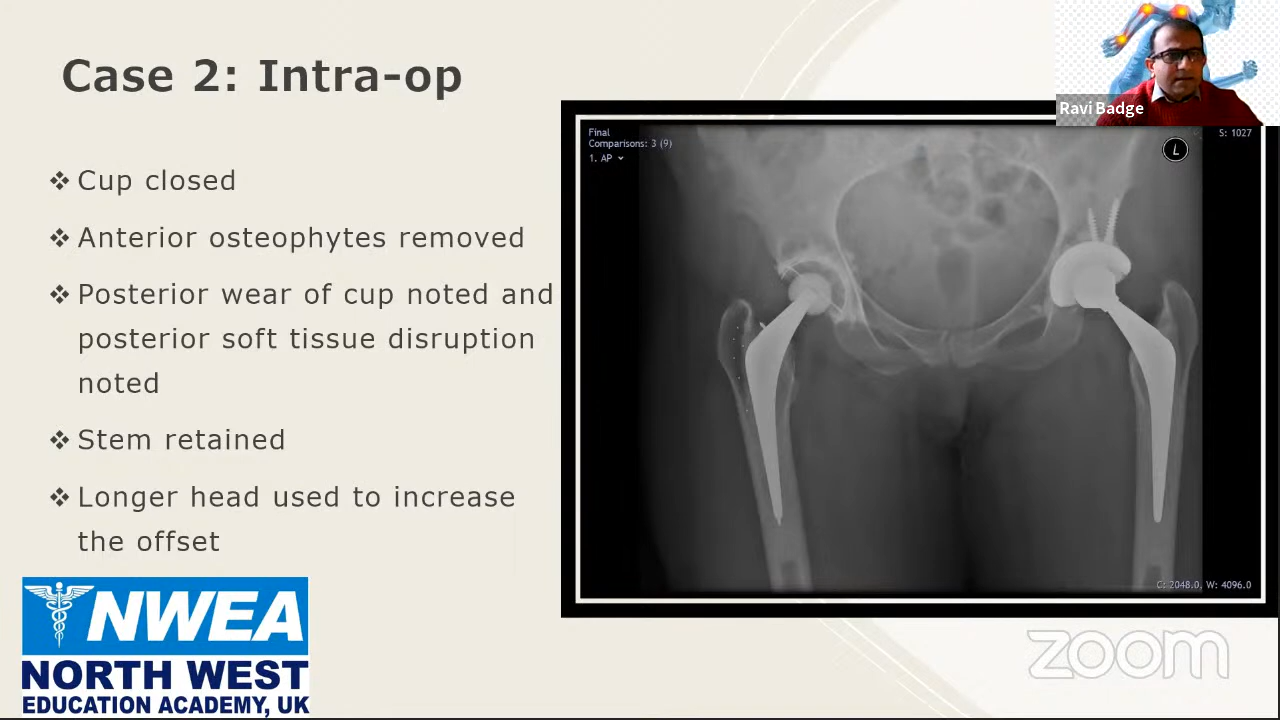 Case 2: Intra-op
Ravi Badge
Final
Comparisons: 3 (9)
1. AP
S: 1027
L
❖ Cup closed
❖ Anterior osteophytes removed
❖ Posterior wear of cup noted and
posterior soft tissue disruption
noted
❖ Stem retained
❖ Longer head used to increase
the offset
C: 2048.0, W: 4096.0
NWEA
NORTH WEST
EDUCATION ACADEMY, UK
zoom